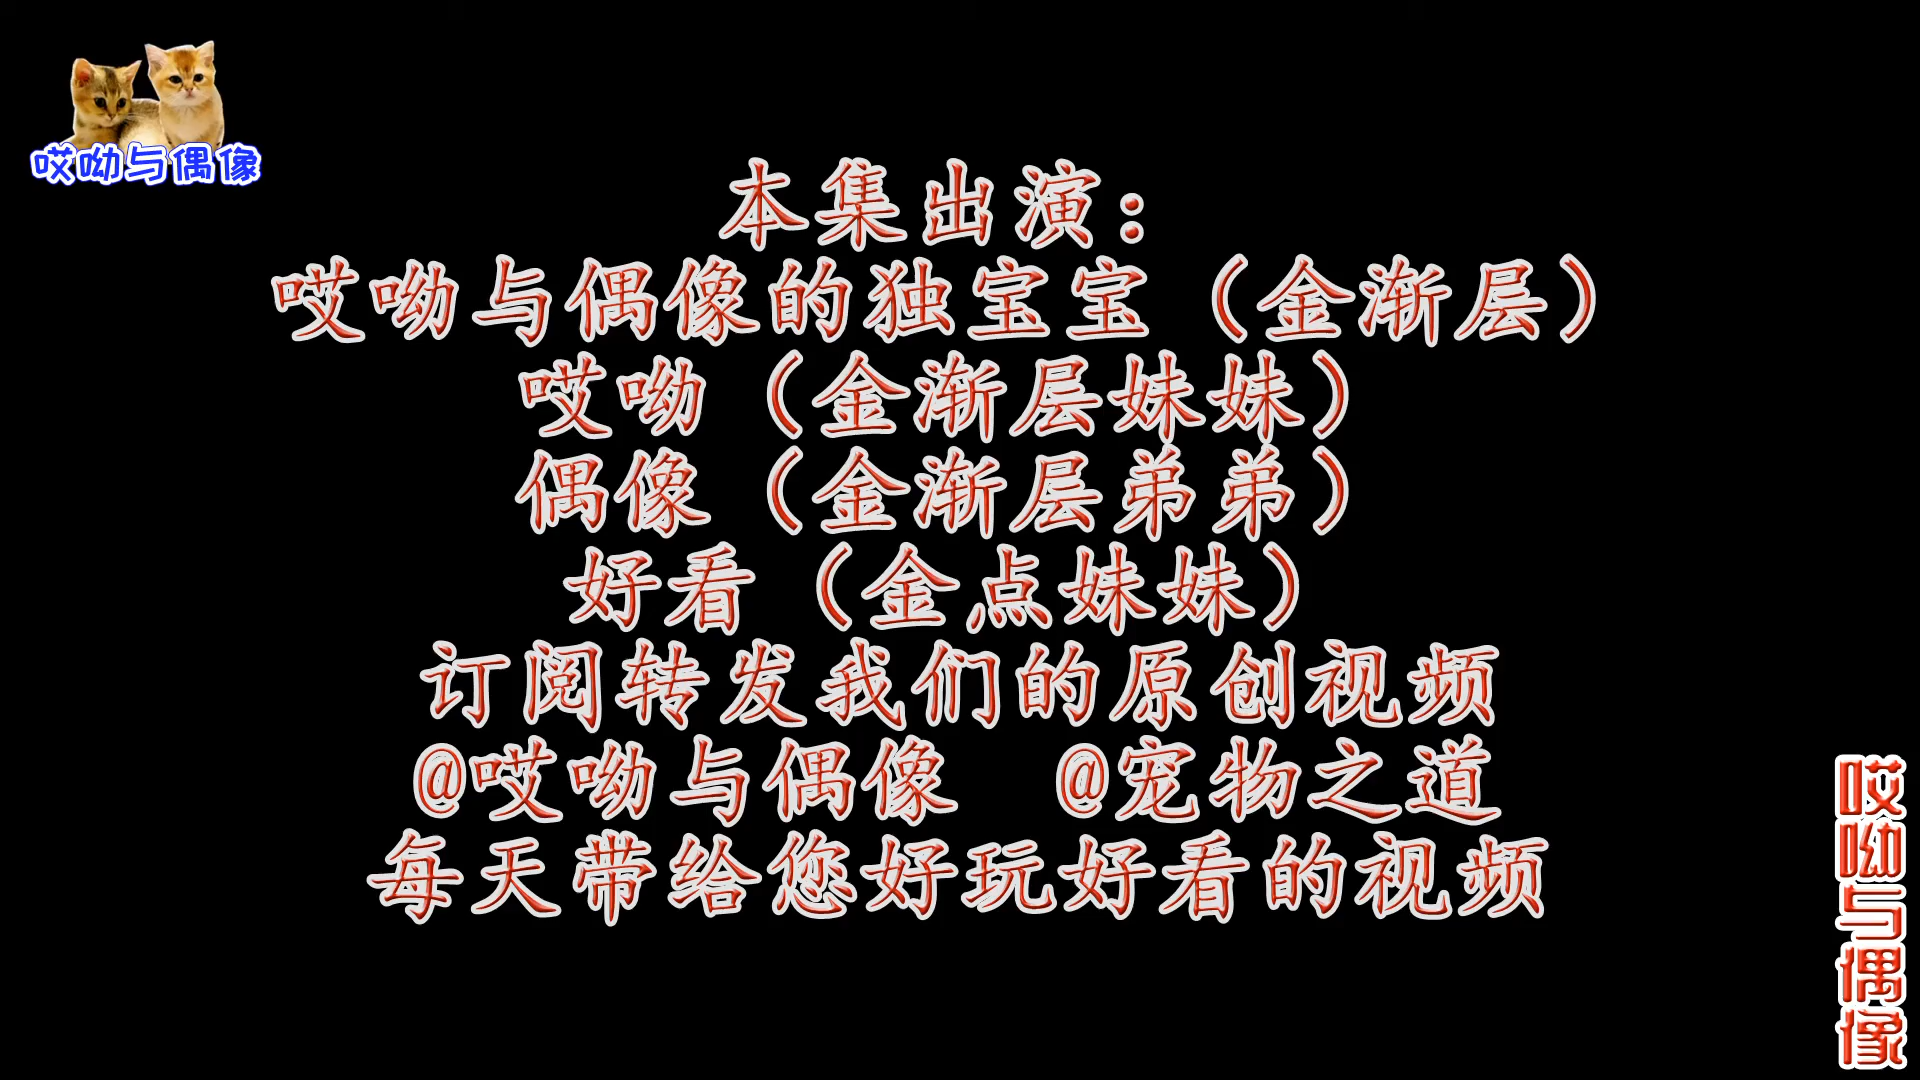 哎呦与偶像
本集出演：
哎呦与偶像的独宝宝（金渐层）
哎呦（金渐层妹妹）
偶像（金渐层弟弟）
好看（金点妹妹）
订阅转发我们的原创视频
@哎呦与偶像 @宠物之道
每天带给您好玩好看的视频
哎呦与偶像